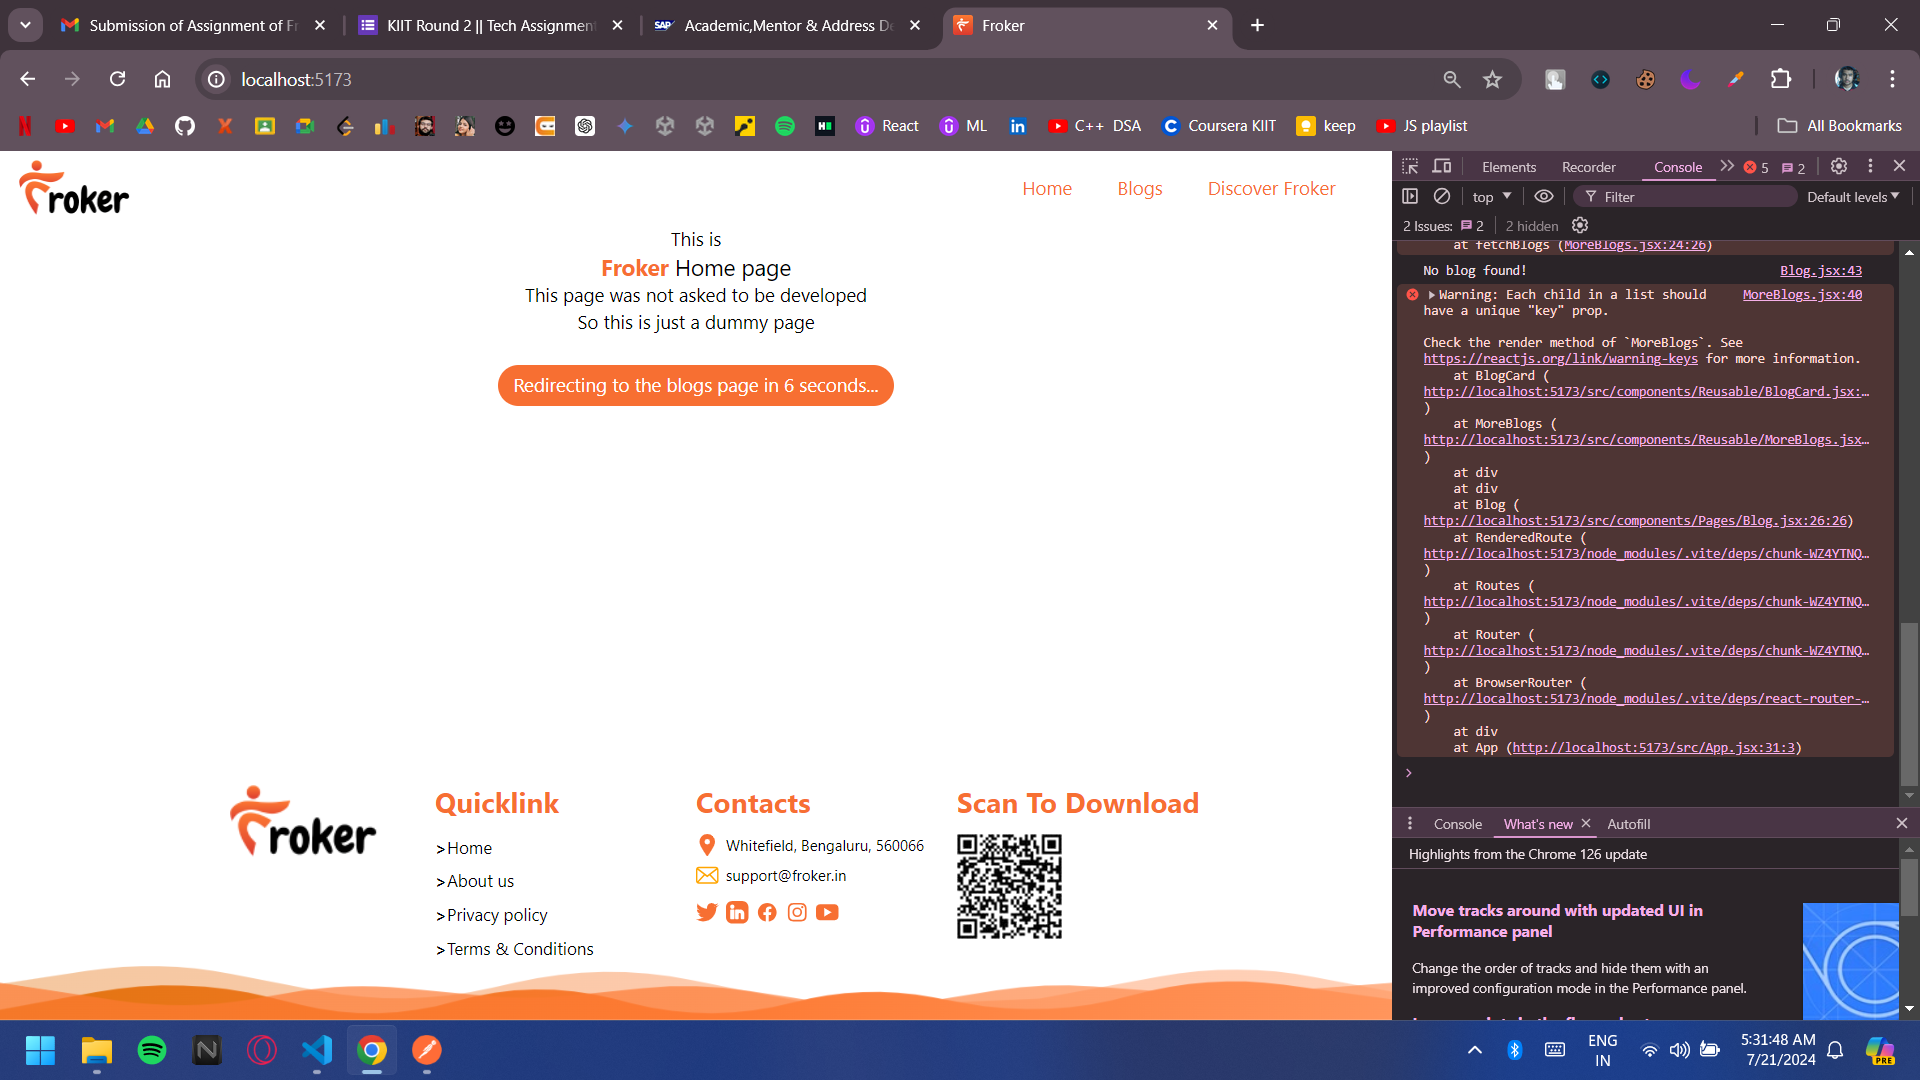 Submission of Assignment of Fr
KIIT Round 2 || Tech Assignment
SAP Academic,Mentor & Address De
Froker
localhost:5173
React
ML
C++ DSA
Coursera KIIT
keep
JS playlist
All Bookmarks
Froker
Home Blogs Discover Froker
This is
Froker Home page
This page was not asked to be developed
So this is just a dummy page
Redirecting to the blogs page in 6 seconds...
Froker
Quicklink
>Home
>About us
>Privacy policy
>Terms & Conditions
Contacts
Whitefield, Bengaluru, 560066
support@froker.in
Scan To Download
Elements Recorder Console 5 2
top Filter Default levels
2 Issues: 2 2 hidden
at fetchBlogs (MoreBlogs.jsx:24:26)
No blog found! Blog.jsx:43
Warning: Each child in a list should MoreBlogs.jsx:40
have a unique "key" prop.
Check the render method of `MoreBlogs`. See
https://reactjs.org/link/warning-keys for more information.
at BlogCard (
http://localhost:5173/src/components/Reusable/BlogCard.jsx:…
)
at MoreBlogs (
http://localhost:5173/src/components/Reusable/MoreBlogs.jsx…
)
at div
at div
at Blog (
http://localhost:5173/src/components/Pages/Blog.jsx:26:26)
at RenderedRoute (
http://localhost:5173/node_modules/.vite/deps/chunk-WZ4YTNQ…
)
at Routes (
http://localhost:5173/node_modules/.vite/deps/chunk-WZ4YTNQ…
)
at Router (
http://localhost:5173/node_modules/.vite/deps/chunk-WZ4YTNQ…
)
at BrowserRouter (
http://localhost:5173/node_modules/.vite/deps/react-router-…
)
at div
at App (http://localhost:5173/src/App.jsx:31:3)
Console What's new Autofill
Highlights from the Chrome 126 update
Move tracks around with updated UI in
Performance panel
Change the order of tracks and hide them with an
improved configuration mode in the Performance panel.
ENG
IN
5:31:48 AM
7/21/2024
PRE